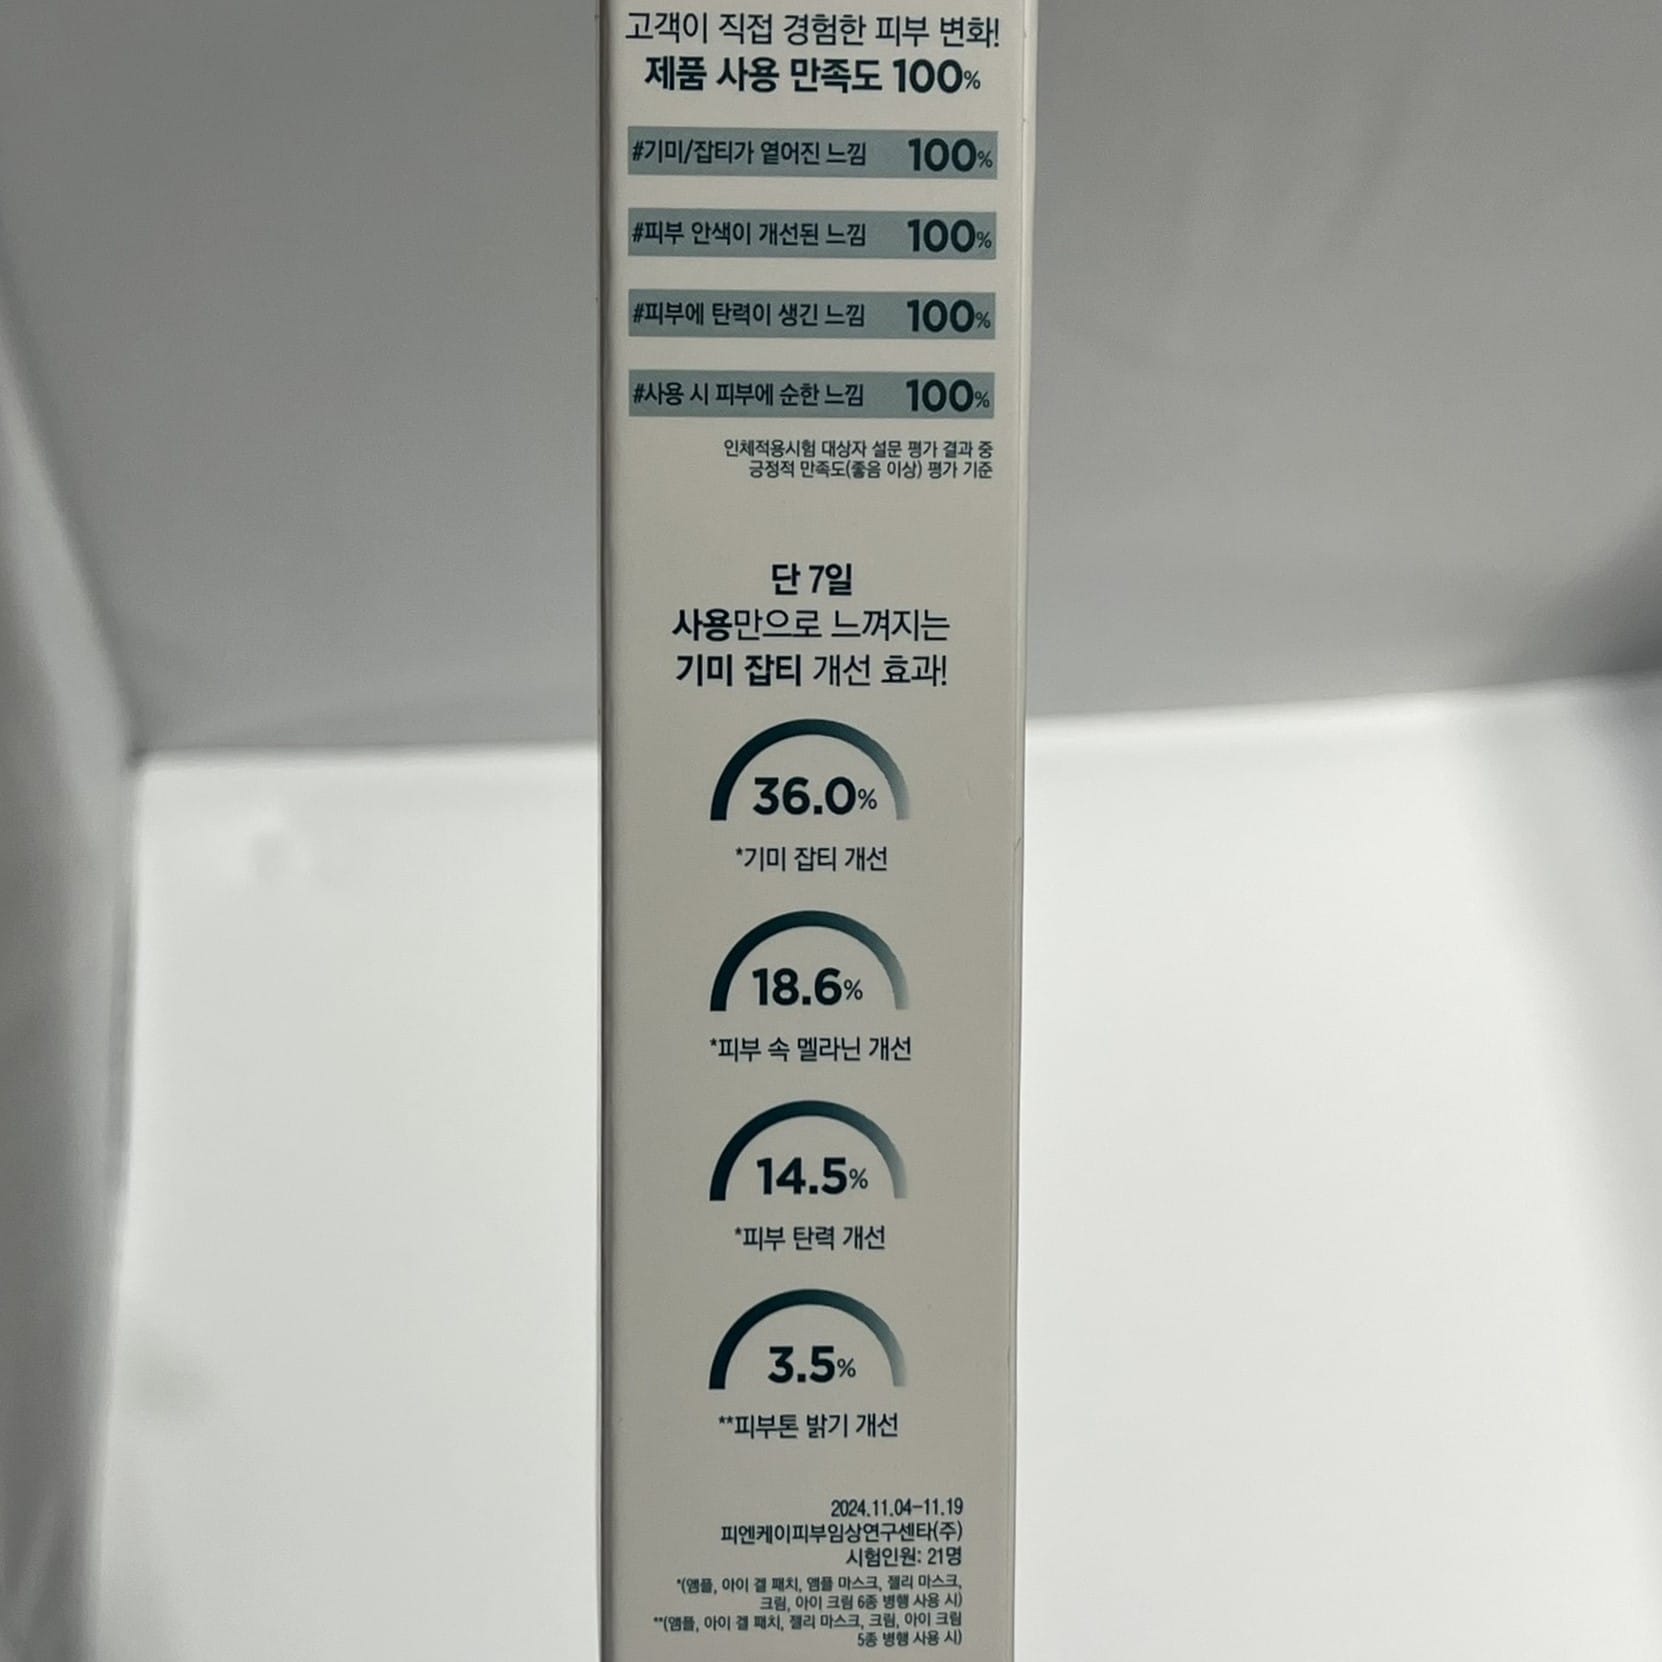 고객이 직접 경험한 피부 변화!
제품 사용 만족도 100%
#기미/잡티가 옅어진 느낌 100%
#피부 안색이 개선된 느낌 100%
#피부에 탄력이 생긴 느낌 100%
#사용 시 피부에 순한 느낌 100%
인체적용시험 대상자 설문 평가 결과 중
긍정적 만족도(좋음 이상) 평가 기준
단 7일
사용만으로 느껴지는
기미 잡티 개선 효과!
36.0%
*기미 잡티 개선
18.6%
*피부 속 멜라닌 개선
14.5%
*피부 탄력 개선
3.5%
**피부톤 밝기 개선
2024.11.04-11.19
피엔케이피부임상연구센타(주)
시험인원: 21명
*(앰플, 아이 겔 패치, 앰플 마스크, 젤리 마스크,
크림, 아이 크림 6종 병행 사용 시)
**(앰플, 아이 겔 패치, 젤리 마스크, 크림, 아이 크림
5종 병행 사용 시)